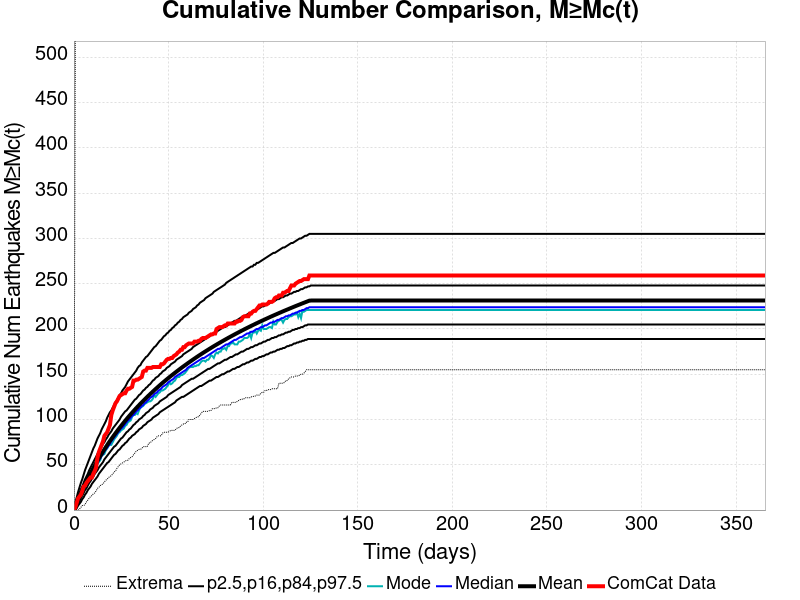 Cumulative Number Comparison, M≥Mc(t)
Cumulative Num Earthquakes M≥Mc(t)
500
450
400
350
300
250
200
150
100
50
0
0 50 100 150 200 250 300 350
Time (days)
Extrema p2.5,p16,p84,p97.5 Mode Median Mean ComCat Data